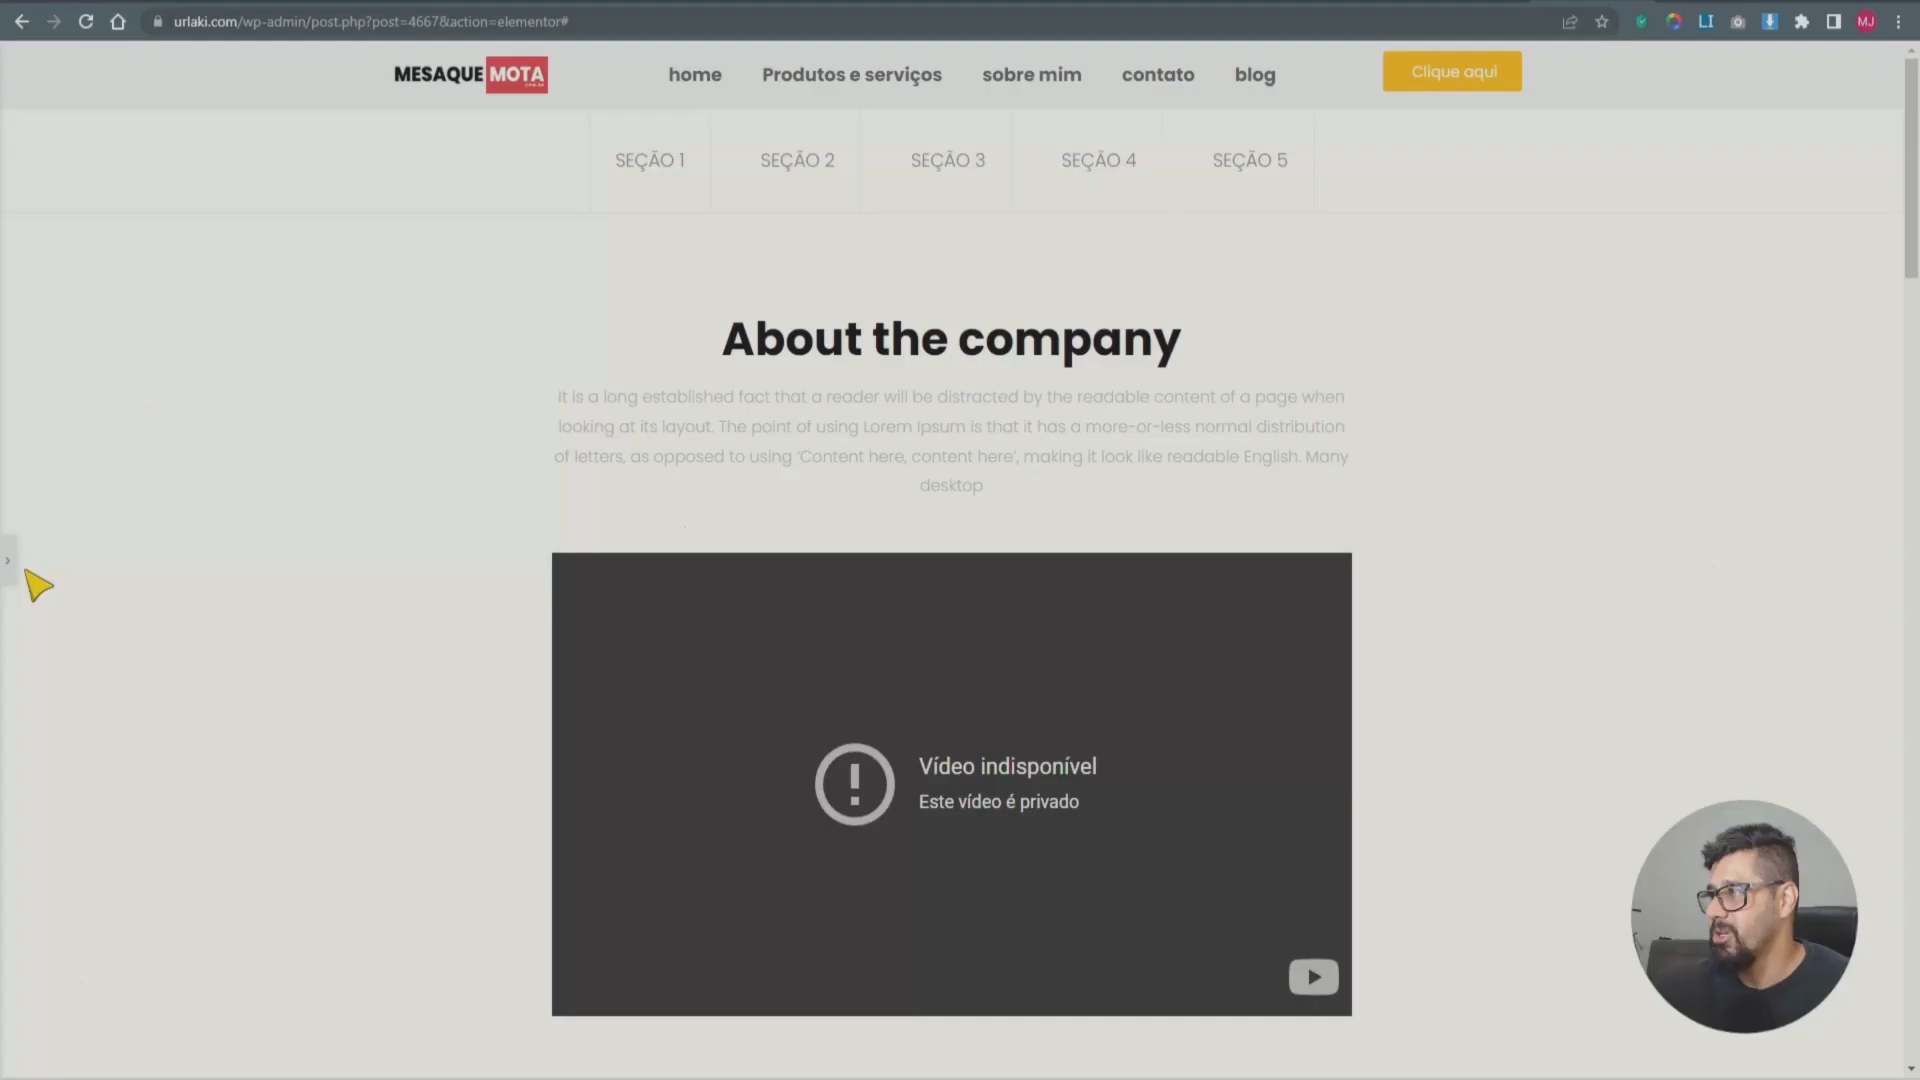 urlaki.com/wp-admin/post.php?post=4667&action=elementor#
LI
MJ
MESAQUE MOTA
home
Produtos e serviços
sobre mim
contato
blog
Clique aqui
SEÇÃO 1
SEÇÃO 2
SEÇÃO 3
SEÇÃO 4
SEÇÃO 5
About the company
It is a long established fact that a reader will be distracted by the readable content of a page when
looking at its layout. The point of using Lorem Ipsum is that it has a more-or-less normal distribution
of letters, as opposed to using ‘Content here, content here’, making it look like readable English. Many
desktop
Vídeo indisponível
Este vídeo é privado